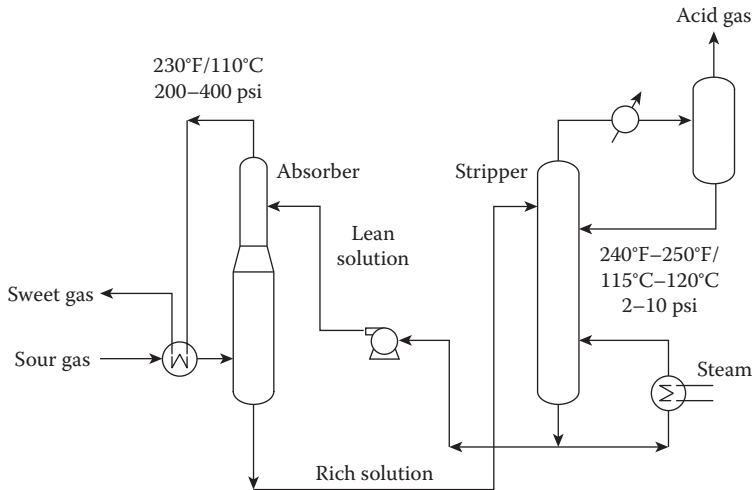 Acid gas
230°F/110°C
200–400 psi
Absorber
Stripper
Lean
solution
240°F–250°F/
115°C–120°C
2–10 psi
Sweet gas
Sour gas
Steam
Rich solution